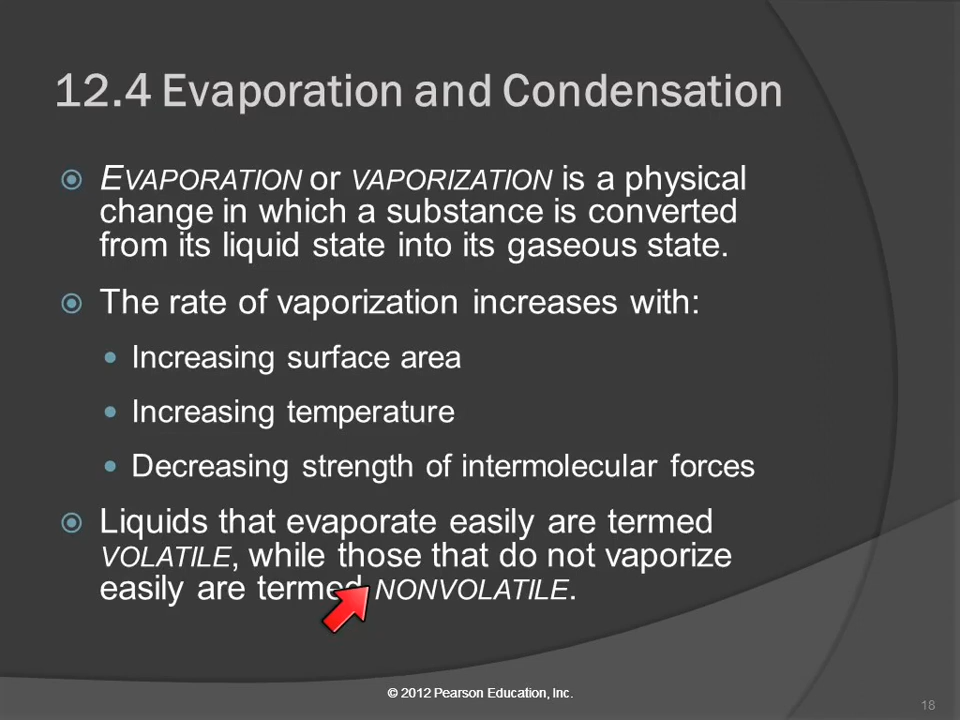 12.4 Evaporation and Condensation
EVAPORATION or VAPORIZATION is a physical
change in which a substance is converted
from its liquid state into its gaseous state.
The rate of vaporization increases with:
Increasing surface area
Increasing temperature
Decreasing strength of intermolecular forces
Liquids that evaporate easily are termed
VOLATILE, while those that do not vaporize
easily are termed NONVOLATILE.
© 2012 Pearson Education, Inc.
18